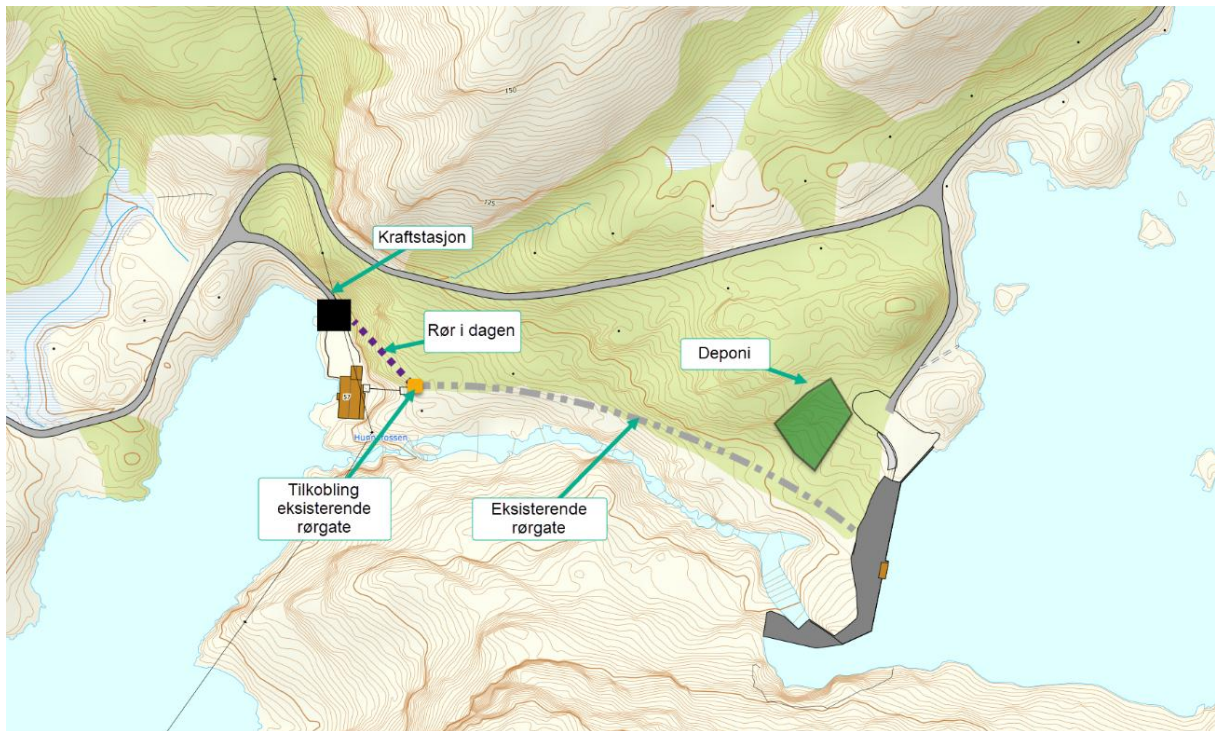 150
125
Kraftstasjon
Rør i dagen
Deponi
57
Tilkobling
eksisterende
rørgate
Eksisterende
rørgate